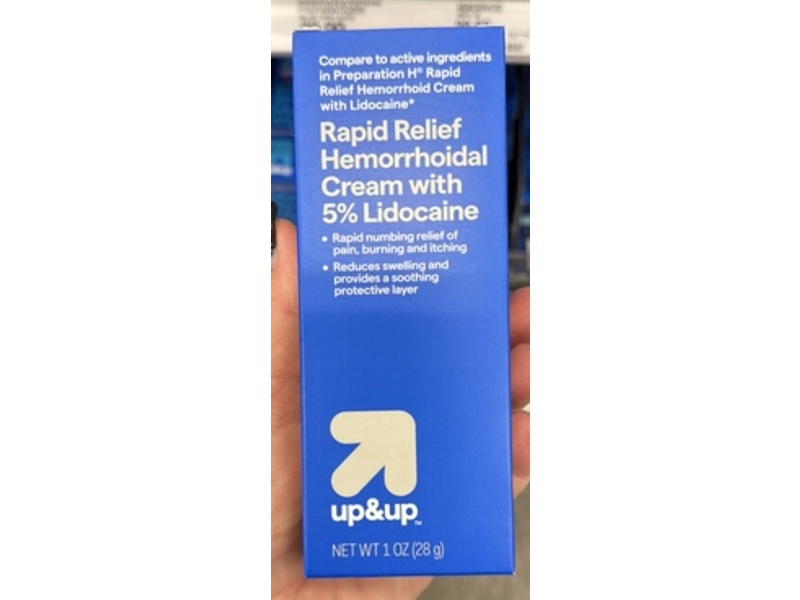 Compare to active ingredients
in Preparation H® Rapid
Relief Hemorrhoid Cream
with Lidocaine*
Rapid Relief
Hemorrhoidal
Cream with
5% Lidocaine
• Rapid numbing relief of
pain, burning and itching
• Reduces swelling and
provides a soothing
protective layer
up&up™
NET WT 1 OZ (28 g)